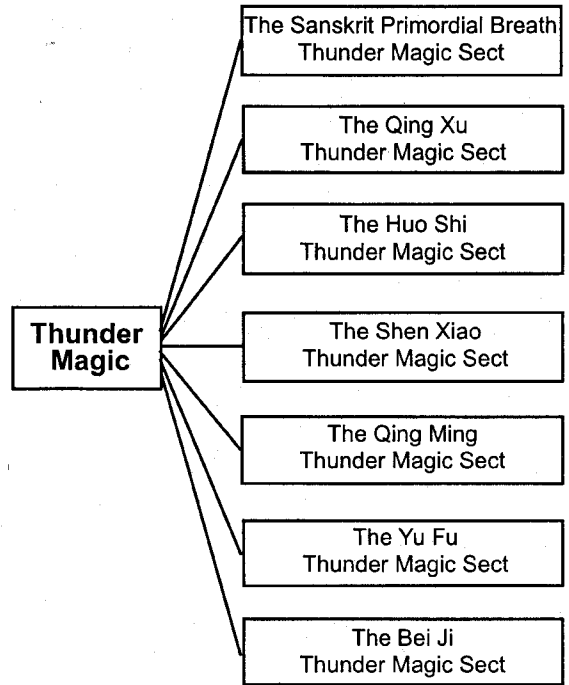 The Sanskrit Primordial Breath
Thunder Magic Sect
The Qing Xu
Thunder Magic Sect
The Huo Shi
Thunder Magic Sect
Thunder
Magic
The Shen Xiao
Thunder Magic Sect
The Qing Ming
Thunder Magic Sect
The Yu Fu
Thunder Magic Sect
The Bei Ji
Thunder Magic Sect